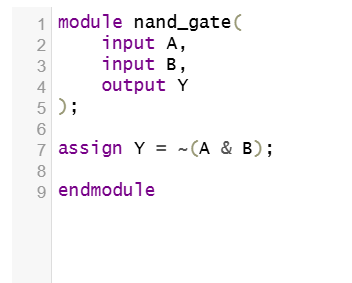 1 module nand_gate(
2     input A,
3     input B,
4     output Y
5 );
6
7 assign Y = ~(A & B);
8
9 endmodule